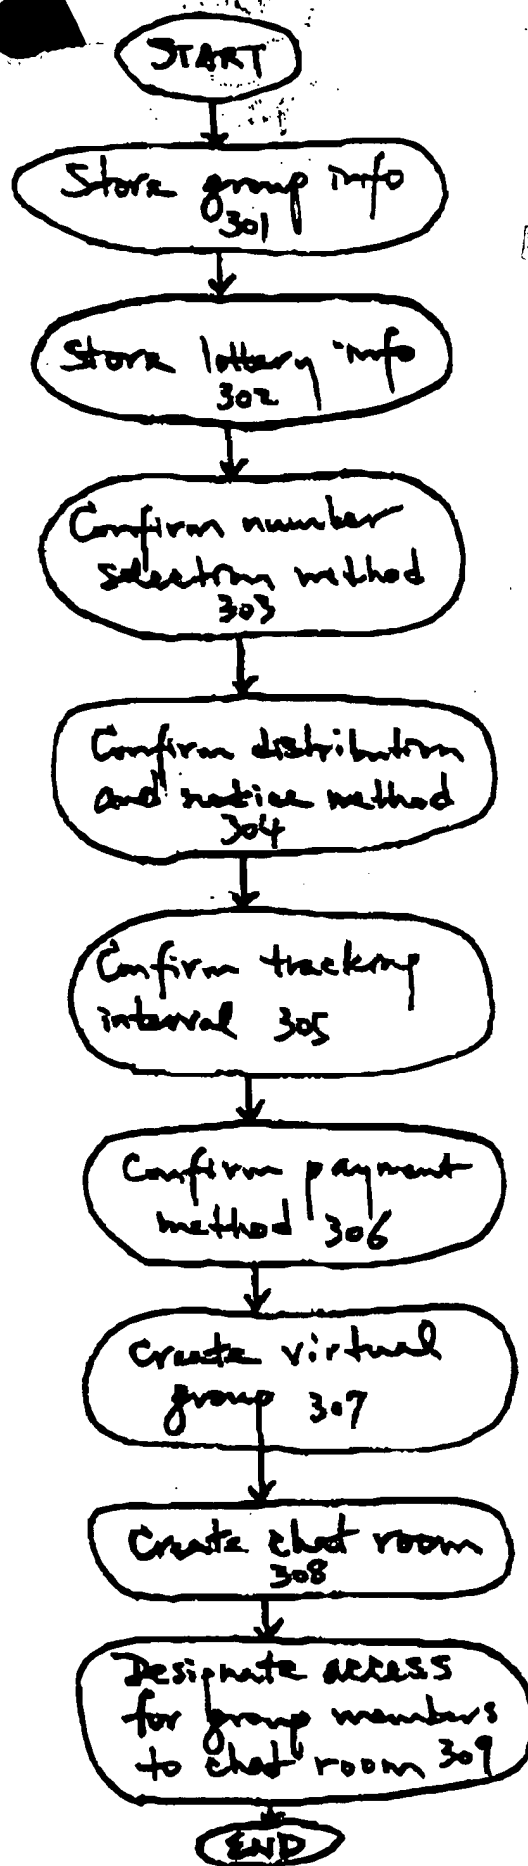 START
Store group info
301
Store lottery info
302
Confirm number
selection method
303
Confirm distribution
and notice method
304
Confirm tracking
interval 305
Confirm payment
method 306
Create virtual
group 307
Create chat room
308
Designate access
for group members
to chat room 309
END